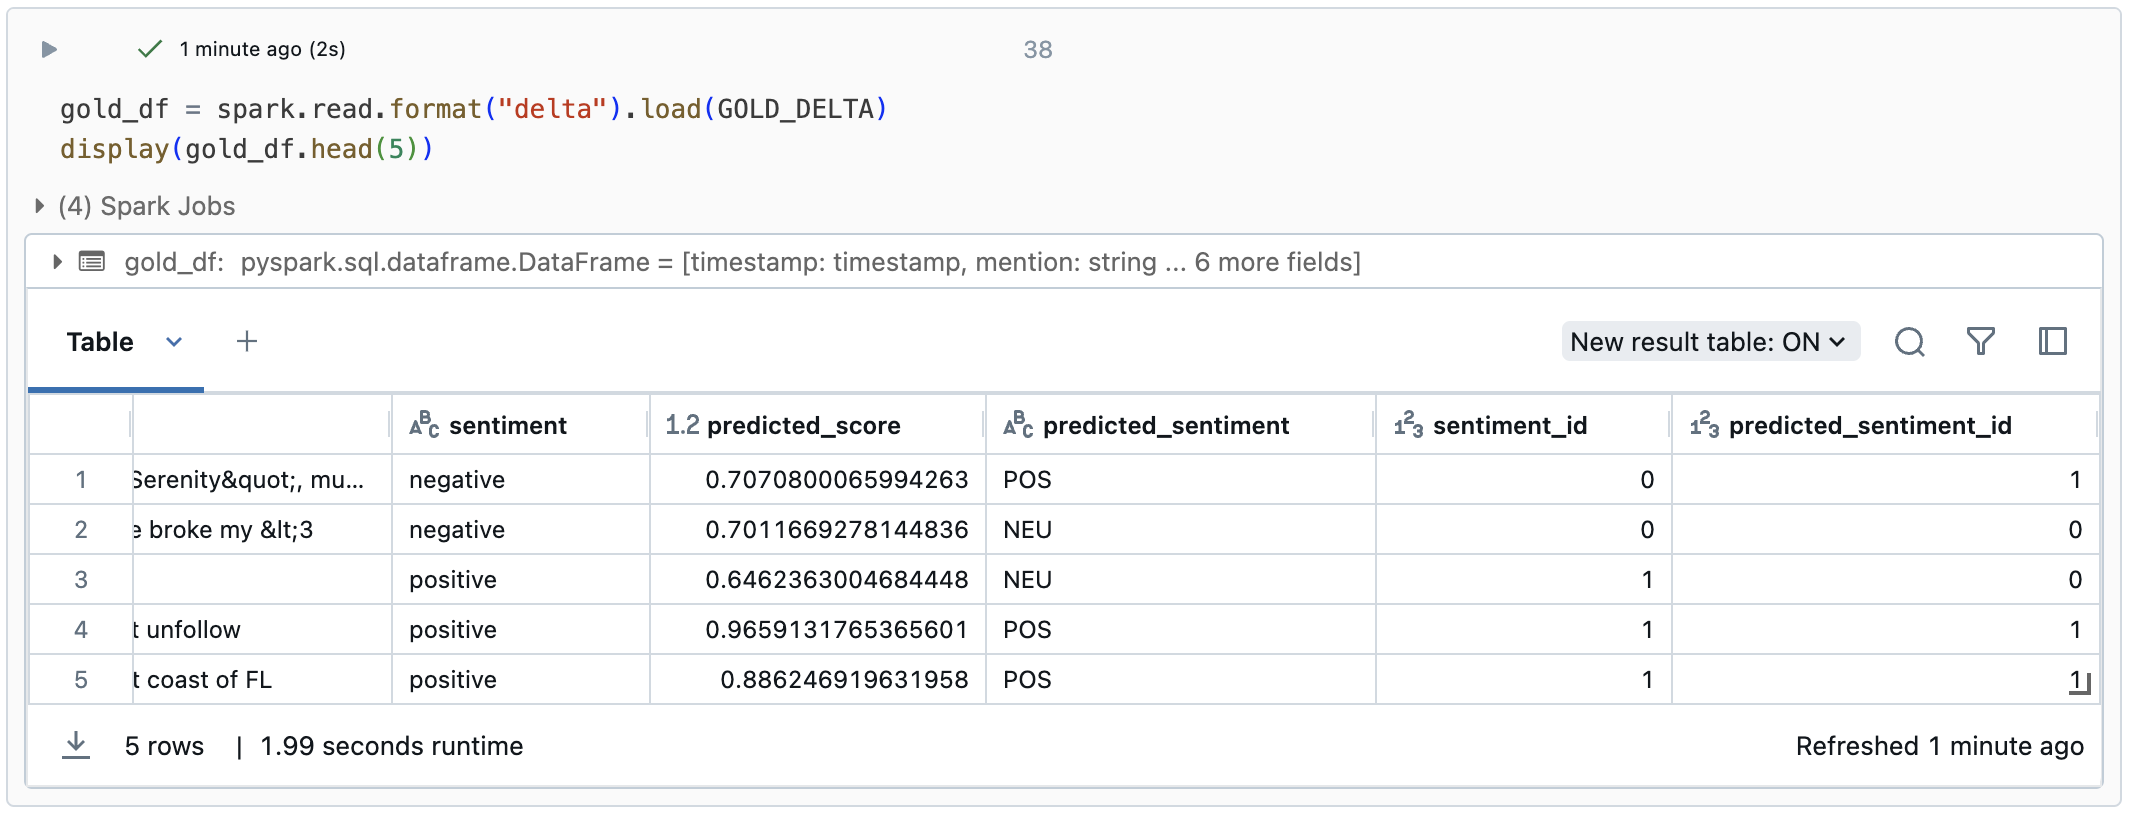 1 minute ago (2s)
38
gold_df = spark.read.format("delta").load(GOLD_DELTA)
display(gold_df.head(5))
(4) Spark Jobs
gold_df: pyspark.sql.dataframe.DataFrame = [timestamp: timestamp, mention: string ... 6 more fields]
Table + New result table: ON
ABC sentiment 1.2 predicted_score ABC predicted_sentiment 123 sentiment_id 123 predicted_sentiment_id
1 Serenity&quot;, mu... negative 0.7070800065994263 POS 0 1
2 e broke my &lt;3 negative 0.7011669278144836 NEU 0 0
3 positive 0.6462363004684448 NEU 1 0
4 t unfollow positive 0.9659131765365601 POS 1 1
5 t coast of FL positive 0.886246919631958 POS 1 1
5 rows | 1.99 seconds runtime Refreshed 1 minute ago